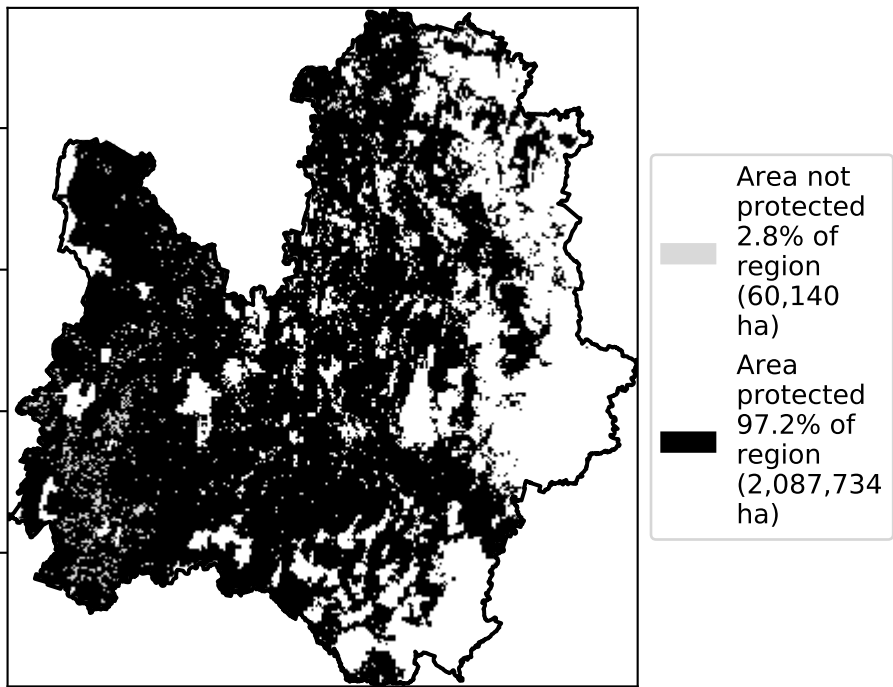 Area not
protected
2.8% of
region
(60,140
ha)
Area
protected
97.2% of
region
(2,087,734
ha)